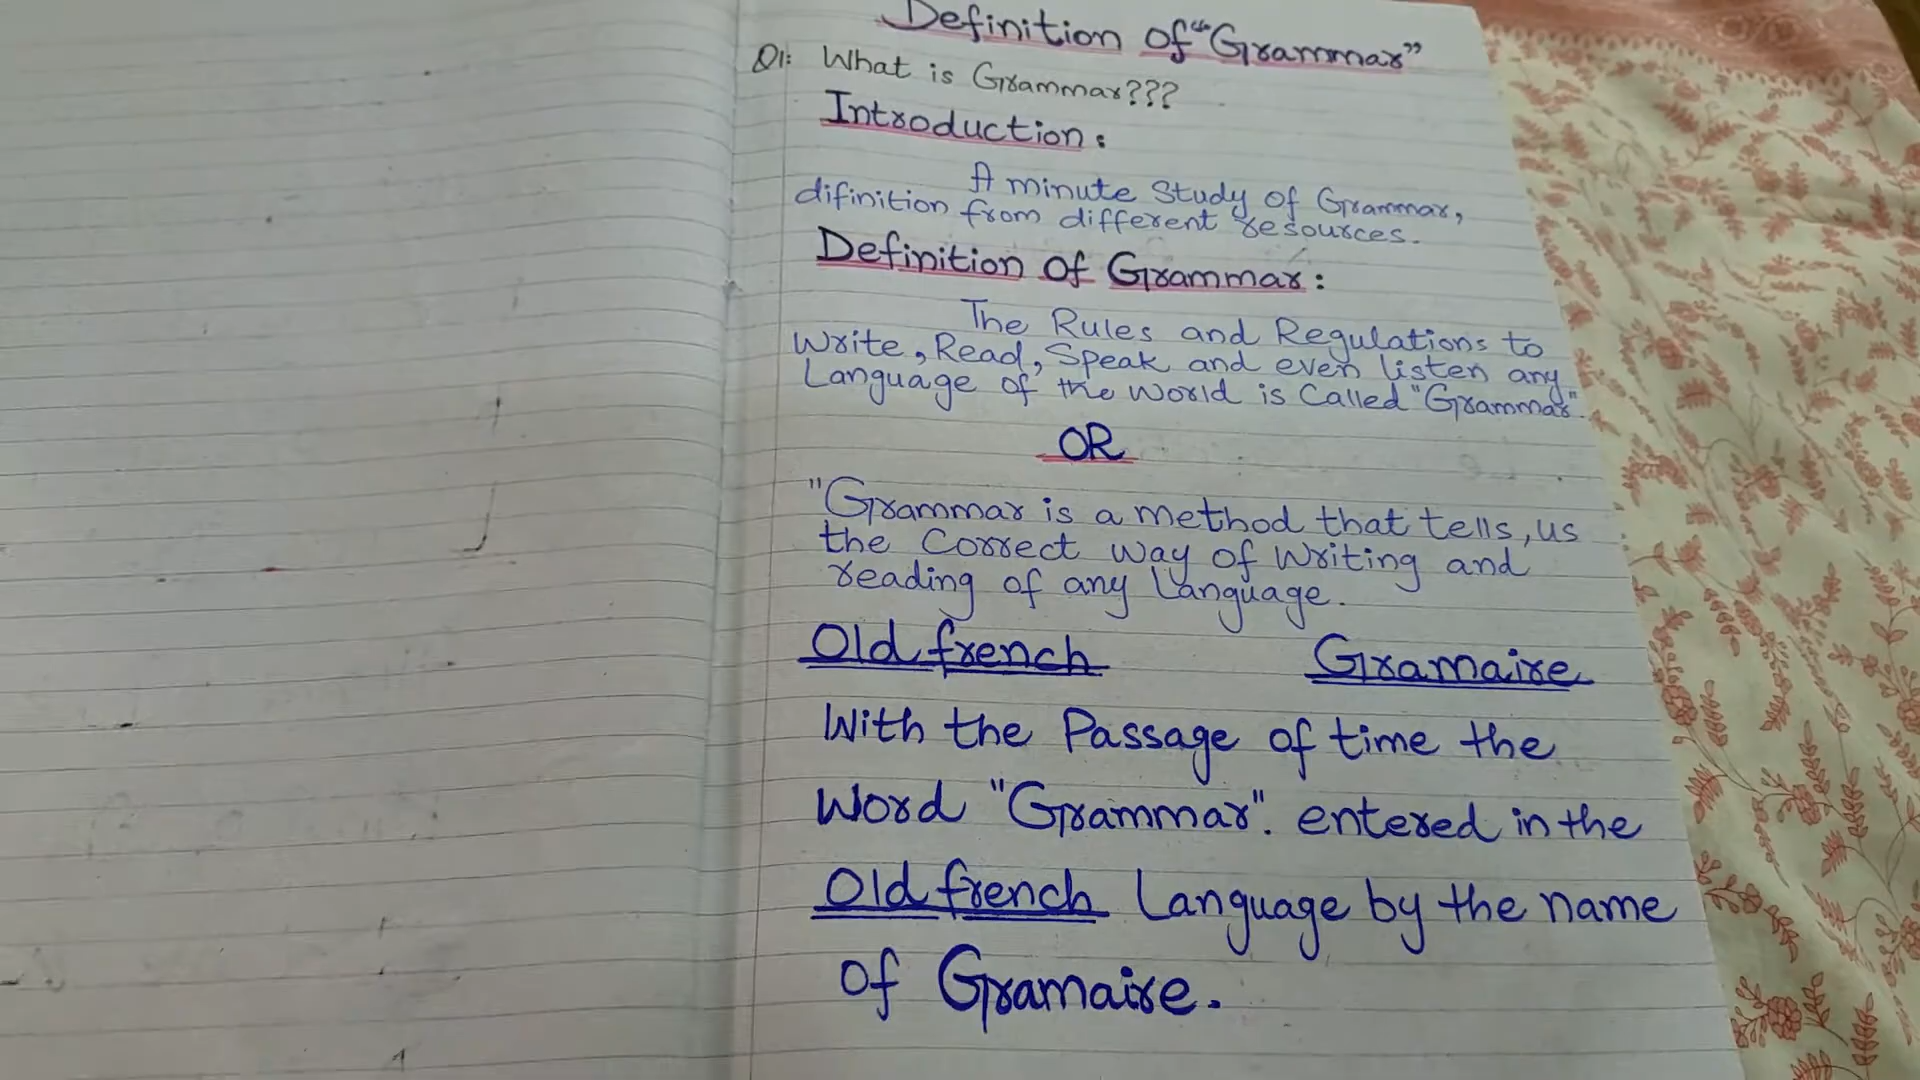 Definition of "Grammar"
Q1: What is Grammar???
Introduction:
A minute Study of Grammar,
difinition from different resources.
Definition of Grammar:
The Rules and Regulations to
Write, Read, Speak and even listen any
Language of the World is Called "Grammar".
OR
"Grammar is a method that tells, us
the Correct way of Writing and
reading of any Language.
Old french Gramaire
With the Passage of time the
Word "Grammar". entered in the
Old french Language by the name
of Gramaire.